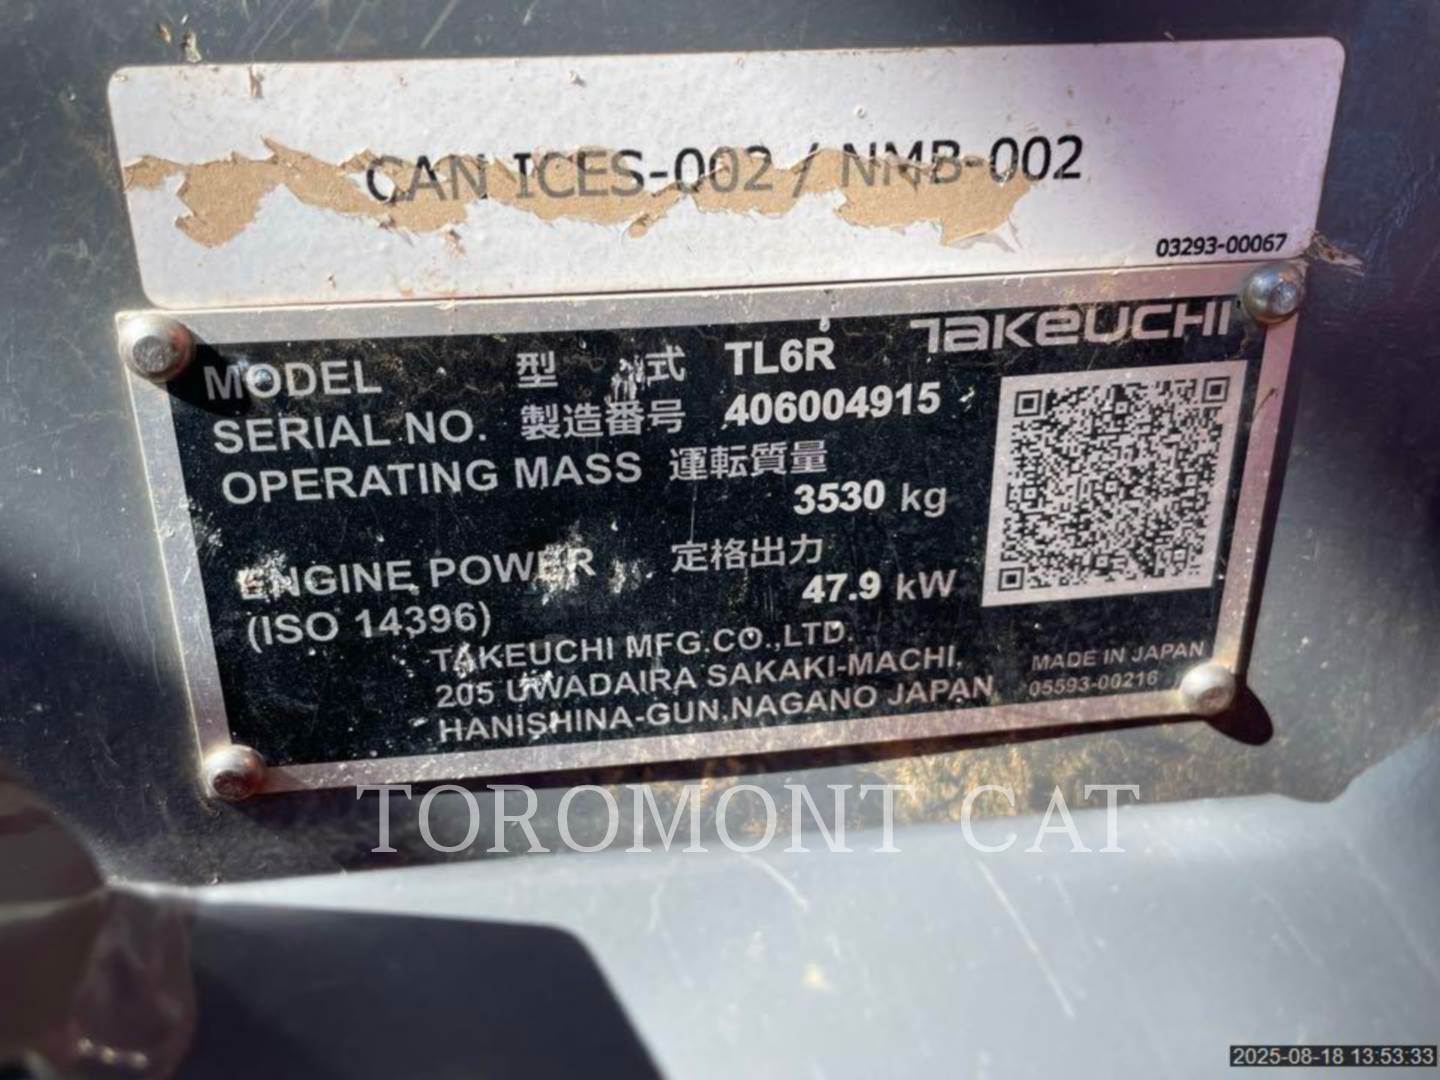 CAN ICES-002 / NMB-002
03293-00067
TAKEUCHI
MODEL 型 式 TL6R
SERIAL NO. 製造番号 406004915
OPERATING MASS 運転質量
3530 kg
ENGINE POWER 定格出力
(ISO 14396) 47.9 kW
TAKEUCHI MFG.CO.,LTD.
205 UWADAIRA SAKAKI-MACHI,
HANISHINA-GUN,NAGANO JAPAN
MADE IN JAPAN
05593-00216
TOROMONT CAT
2025-08-18 13:53:33